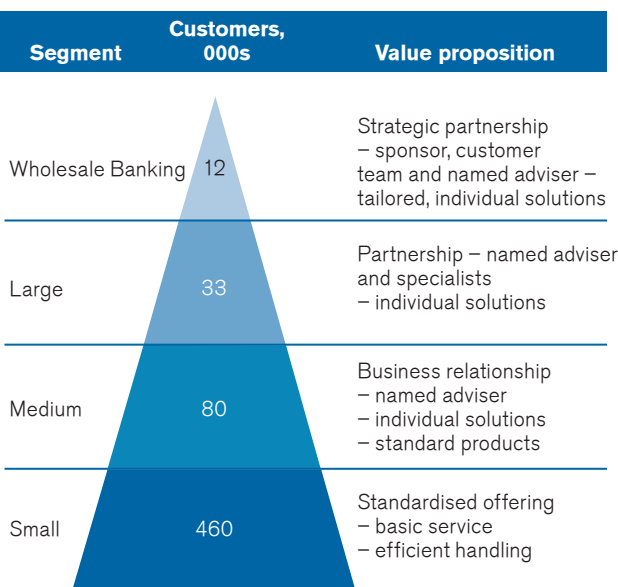 Segment
Customers,
000s
Value proposition
Wholesale Banking
12
Strategic partnership
– sponsor, customer
team and named adviser –
tailored, individual solutions
Large
33
Partnership – named adviser
and specialists
– individual solutions
Medium
80
Business relationship
– named adviser
– individual solutions
– standard products
Small
460
Standardised offering
– basic service
– efficient handling